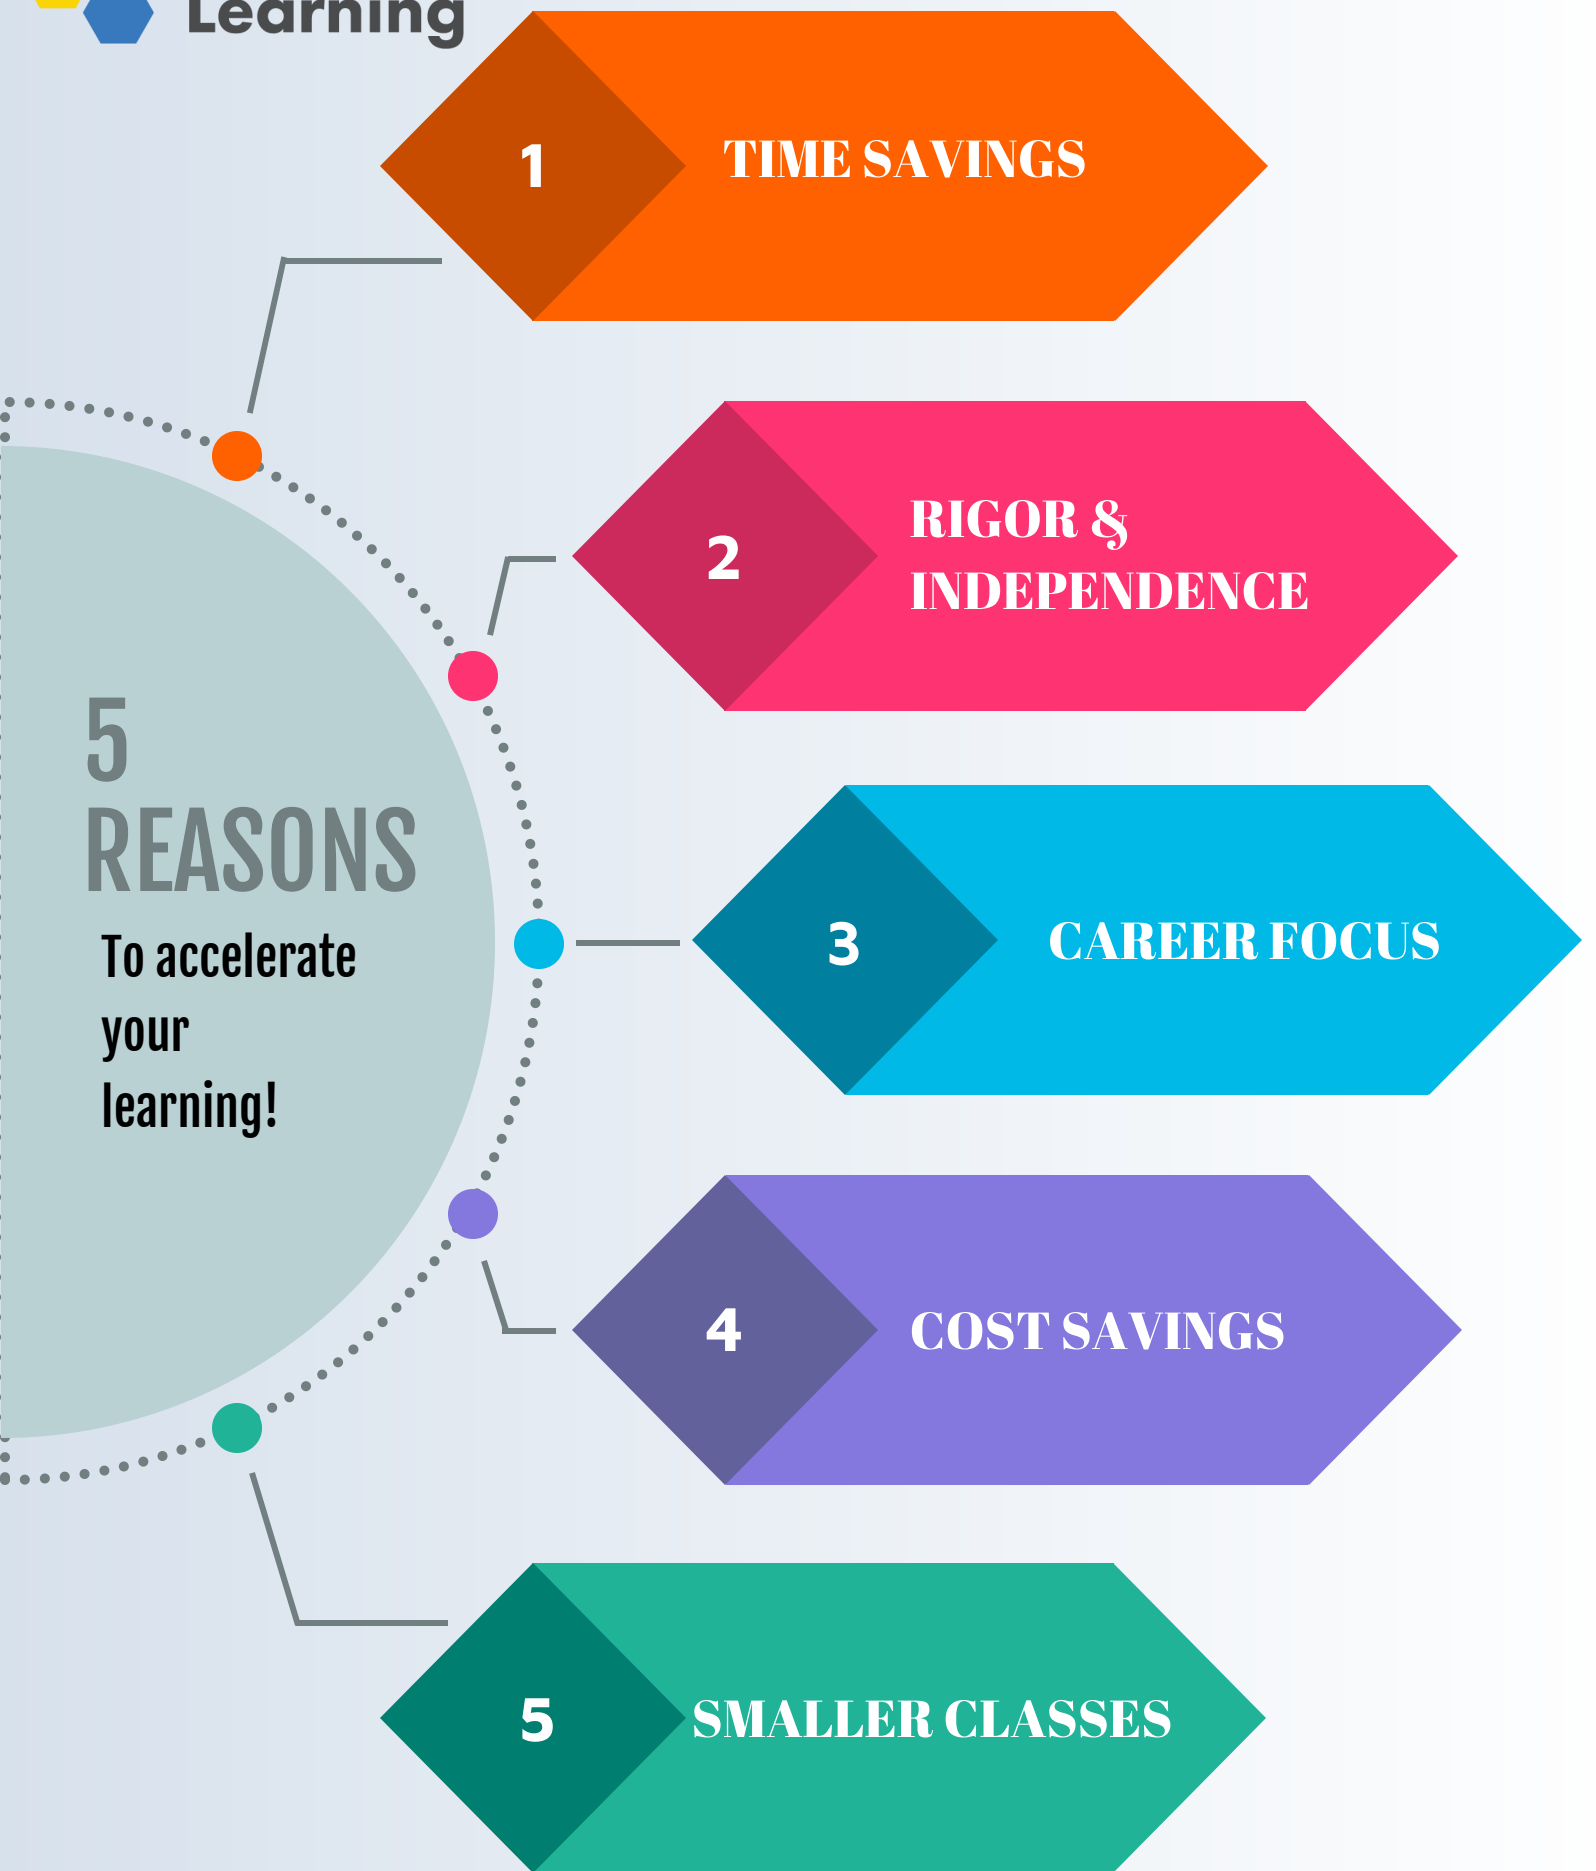 Learning
5
REASONS
To accelerate
your
learning!
1
TIME SAVINGS
2
RIGOR &
INDEPENDENCE
3
CAREER FOCUS
4
COST SAVINGS
5
SMALLER CLASSES